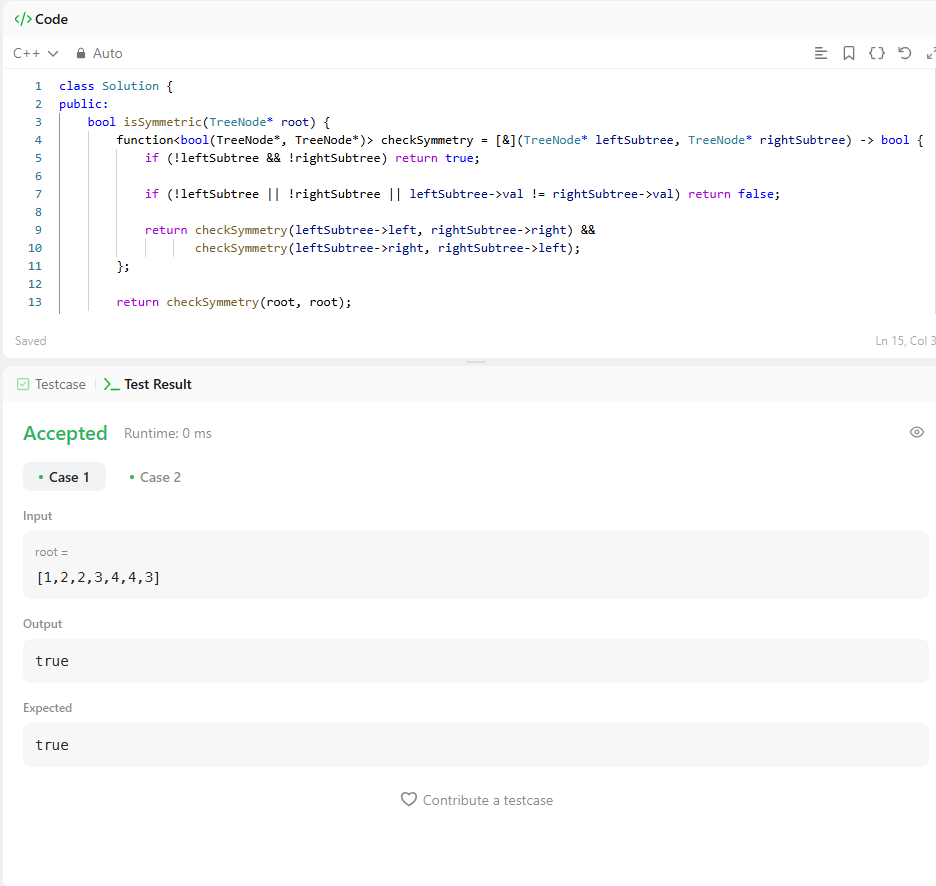 </> Code
C++ Auto
1 class Solution {
2 public:
3 bool isSymmetric(TreeNode* root) {
4 function<bool(TreeNode*, TreeNode*)> checkSymmetry = [&](TreeNode* leftSubtree, TreeNode* rightSubtree) -> bool {
5 if (!leftSubtree && !rightSubtree) return true;
6
7 if (!leftSubtree || !rightSubtree || leftSubtree->val != rightSubtree->val) return false;
8
9 return checkSymmetry(leftSubtree->left, rightSubtree->right) &&
10 checkSymmetry(leftSubtree->right, rightSubtree->left);
11 };
12
13 return checkSymmetry(root, root);
Saved Ln 15, Col 3
Testcase >_ Test Result
Accepted Runtime: 0 ms
• Case 1 • Case 2
Input
root =
[1,2,2,3,4,4,3]
Output
true
Expected
true
Contribute a testcase